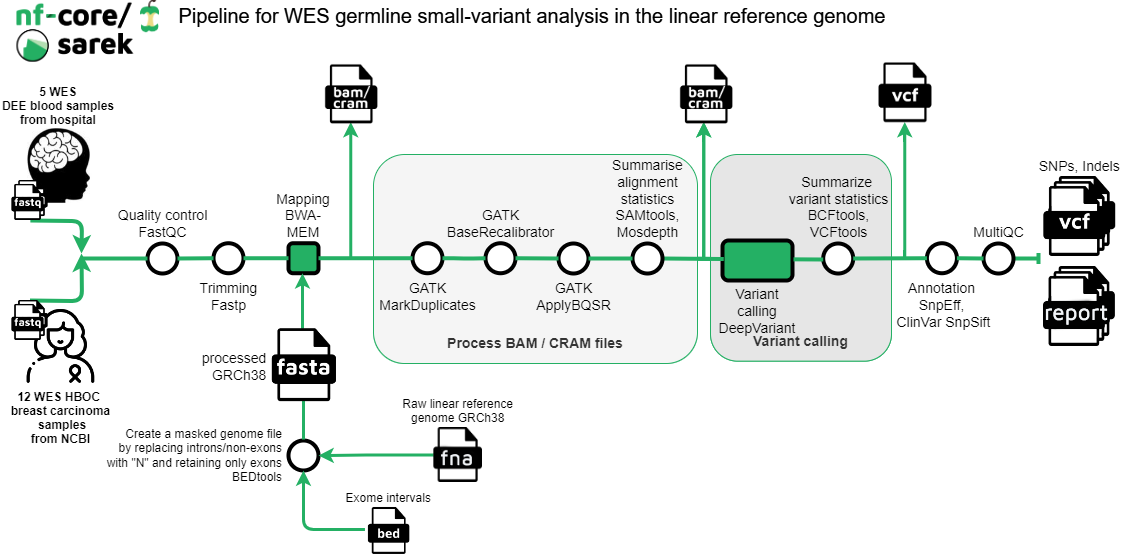 nf-core/
sarek
Pipeline for WES germline small-variant analysis in the linear reference genome
5 WES
DEE blood samples
from hospital
fastq
fastq
12 WES HBOC
breast carcinoma
samples
from NCBI
Quality control
FastQC
Trimming
Fastp
Mapping
BWA-
MEM
bam/
cram
processed
GRCh38
fasta
Create a masked genome file
by replacing introns/non-exons
with "N" and retaining only exons
BEDtools
Raw linear reference
genome GRCh38
fna
Exome intervals
bed
GATK
MarkDuplicates
GATK
BaseRecalibrator
GATK
ApplyBQSR
Summarise
alignment
statistics
SAMtools,
Mosdepth
Process BAM / CRAM files
bam/
cram
Variant
calling
DeepVariant
Summarize
variant statistics
BCFtools,
VCFtools
Variant calling
vcf
Annotation
SnpEff,
ClinVar SnpSift
MultiQC
SNPs, Indels
vcf
report